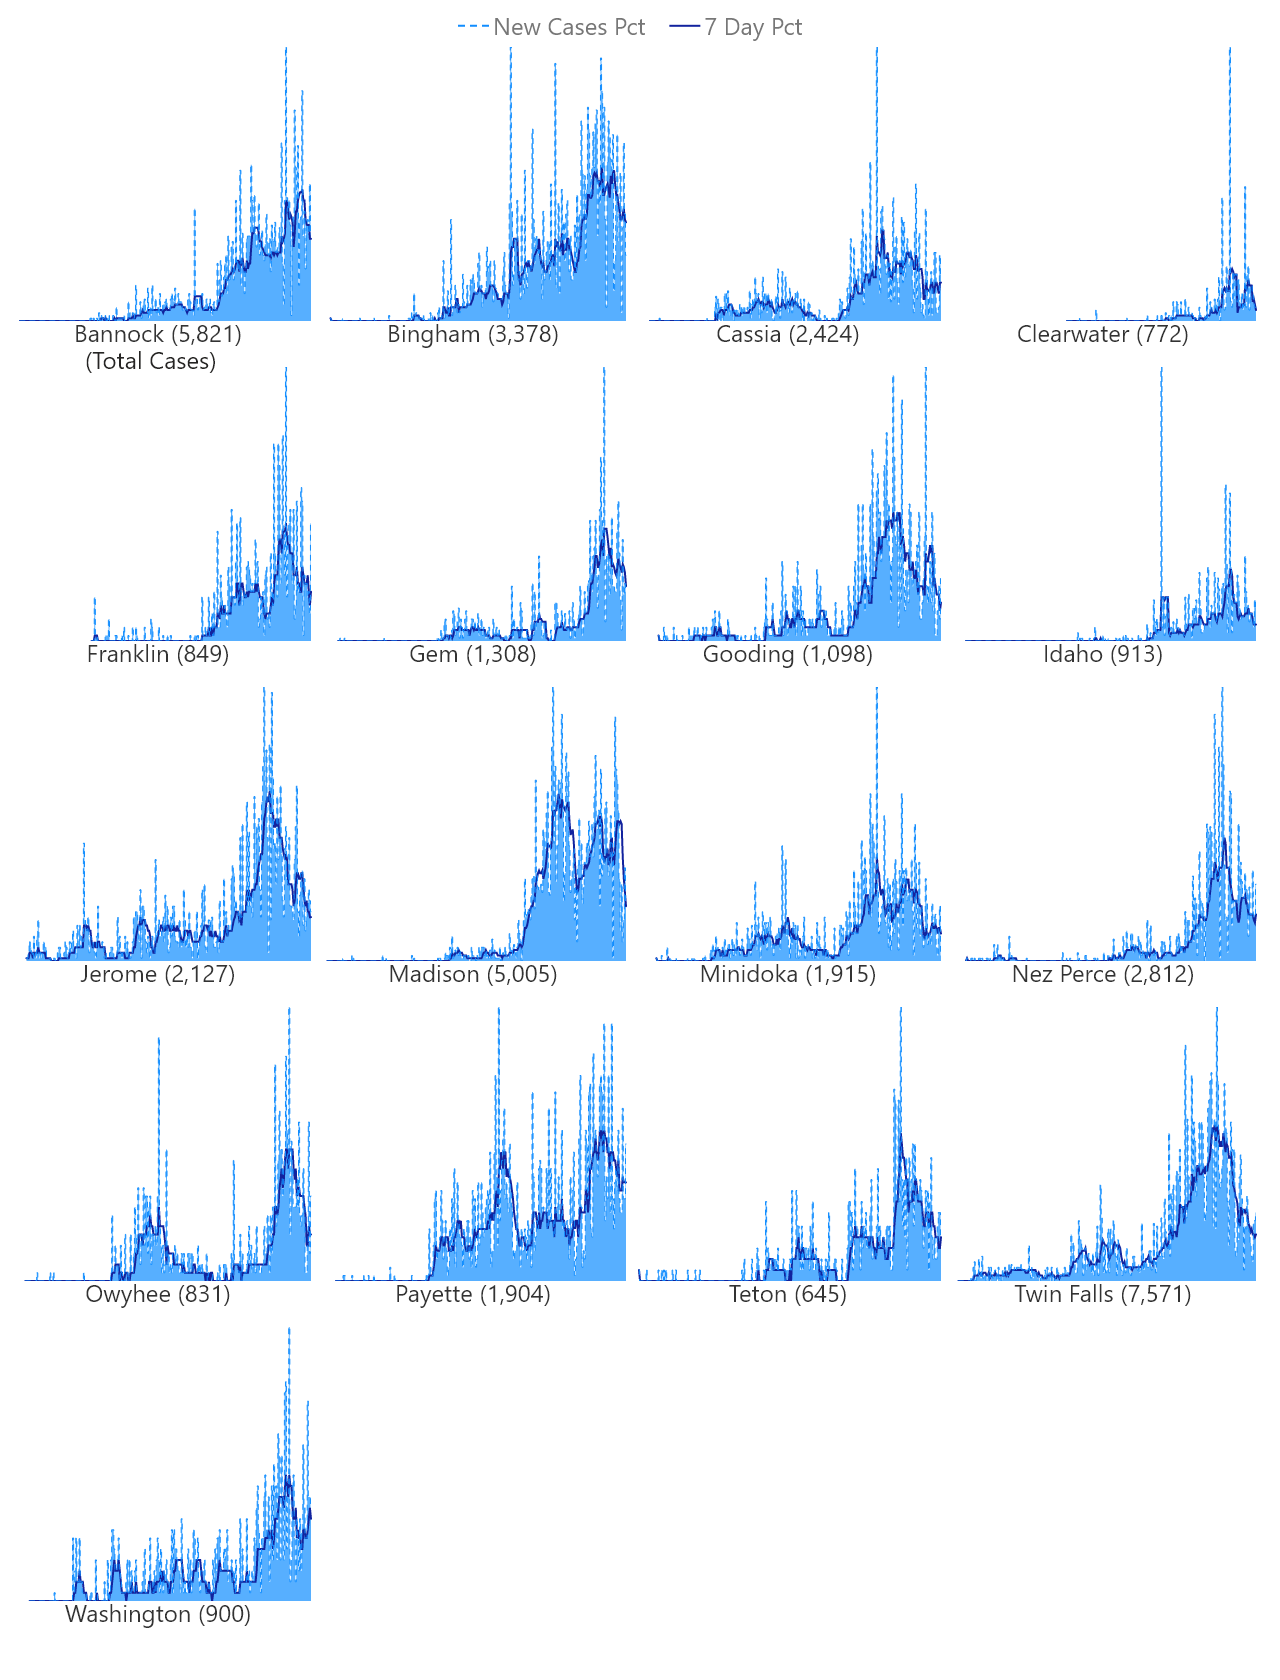 New Cases Pct 7 Day Pct
Bannock (5,821) Bingham (3,378) Cassia (2,424) Clearwater (772)
(Total Cases)
Franklin (849) Gem (1,308) Gooding (1,098) Idaho (913)
Jerome (2,127) Madison (5,005) Minidoka (1,915) Nez Perce (2,812)
Owyhee (831) Payette (1,904) Teton (645) Twin Falls (7,571)
Washington (900)